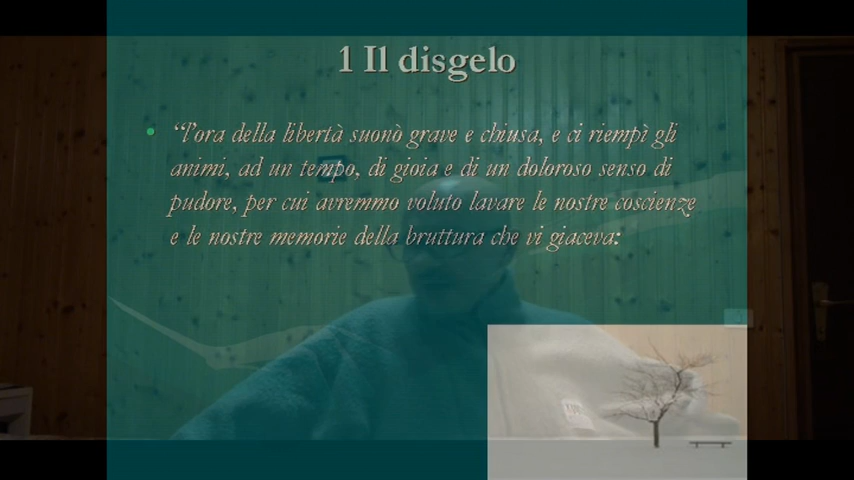 1 Il disgelo
• “l’ora della libertà suonò grave e chiusa, e ci riempì gli
animi, ad un tempo, di gioia e di un doloroso senso di
pudore, per cui avremmo voluto lavare le nostre coscienze
e le nostre memorie della bruttura che vi giaceva: